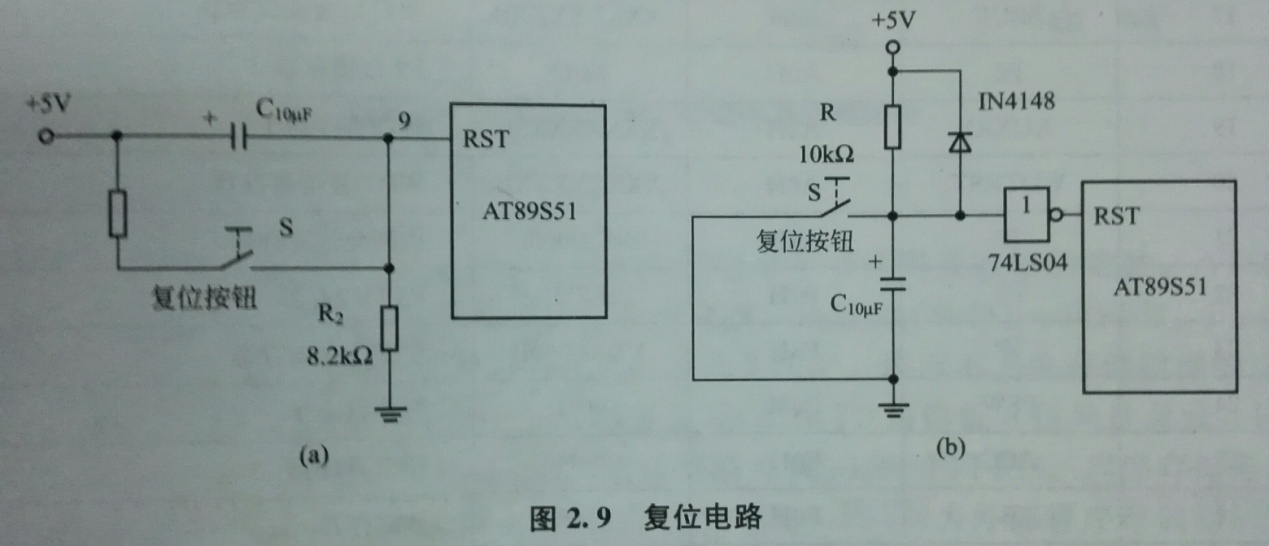 +5V
+ C10μF
9
RST
AT89S51
S
复位按钮
R2
8.2kΩ
(a)
+5V
R
10kΩ
IN4148
S
复位按钮
1
74LS04
RST
AT89S51
+
C10μF
(b)
图 2.9 复位电路